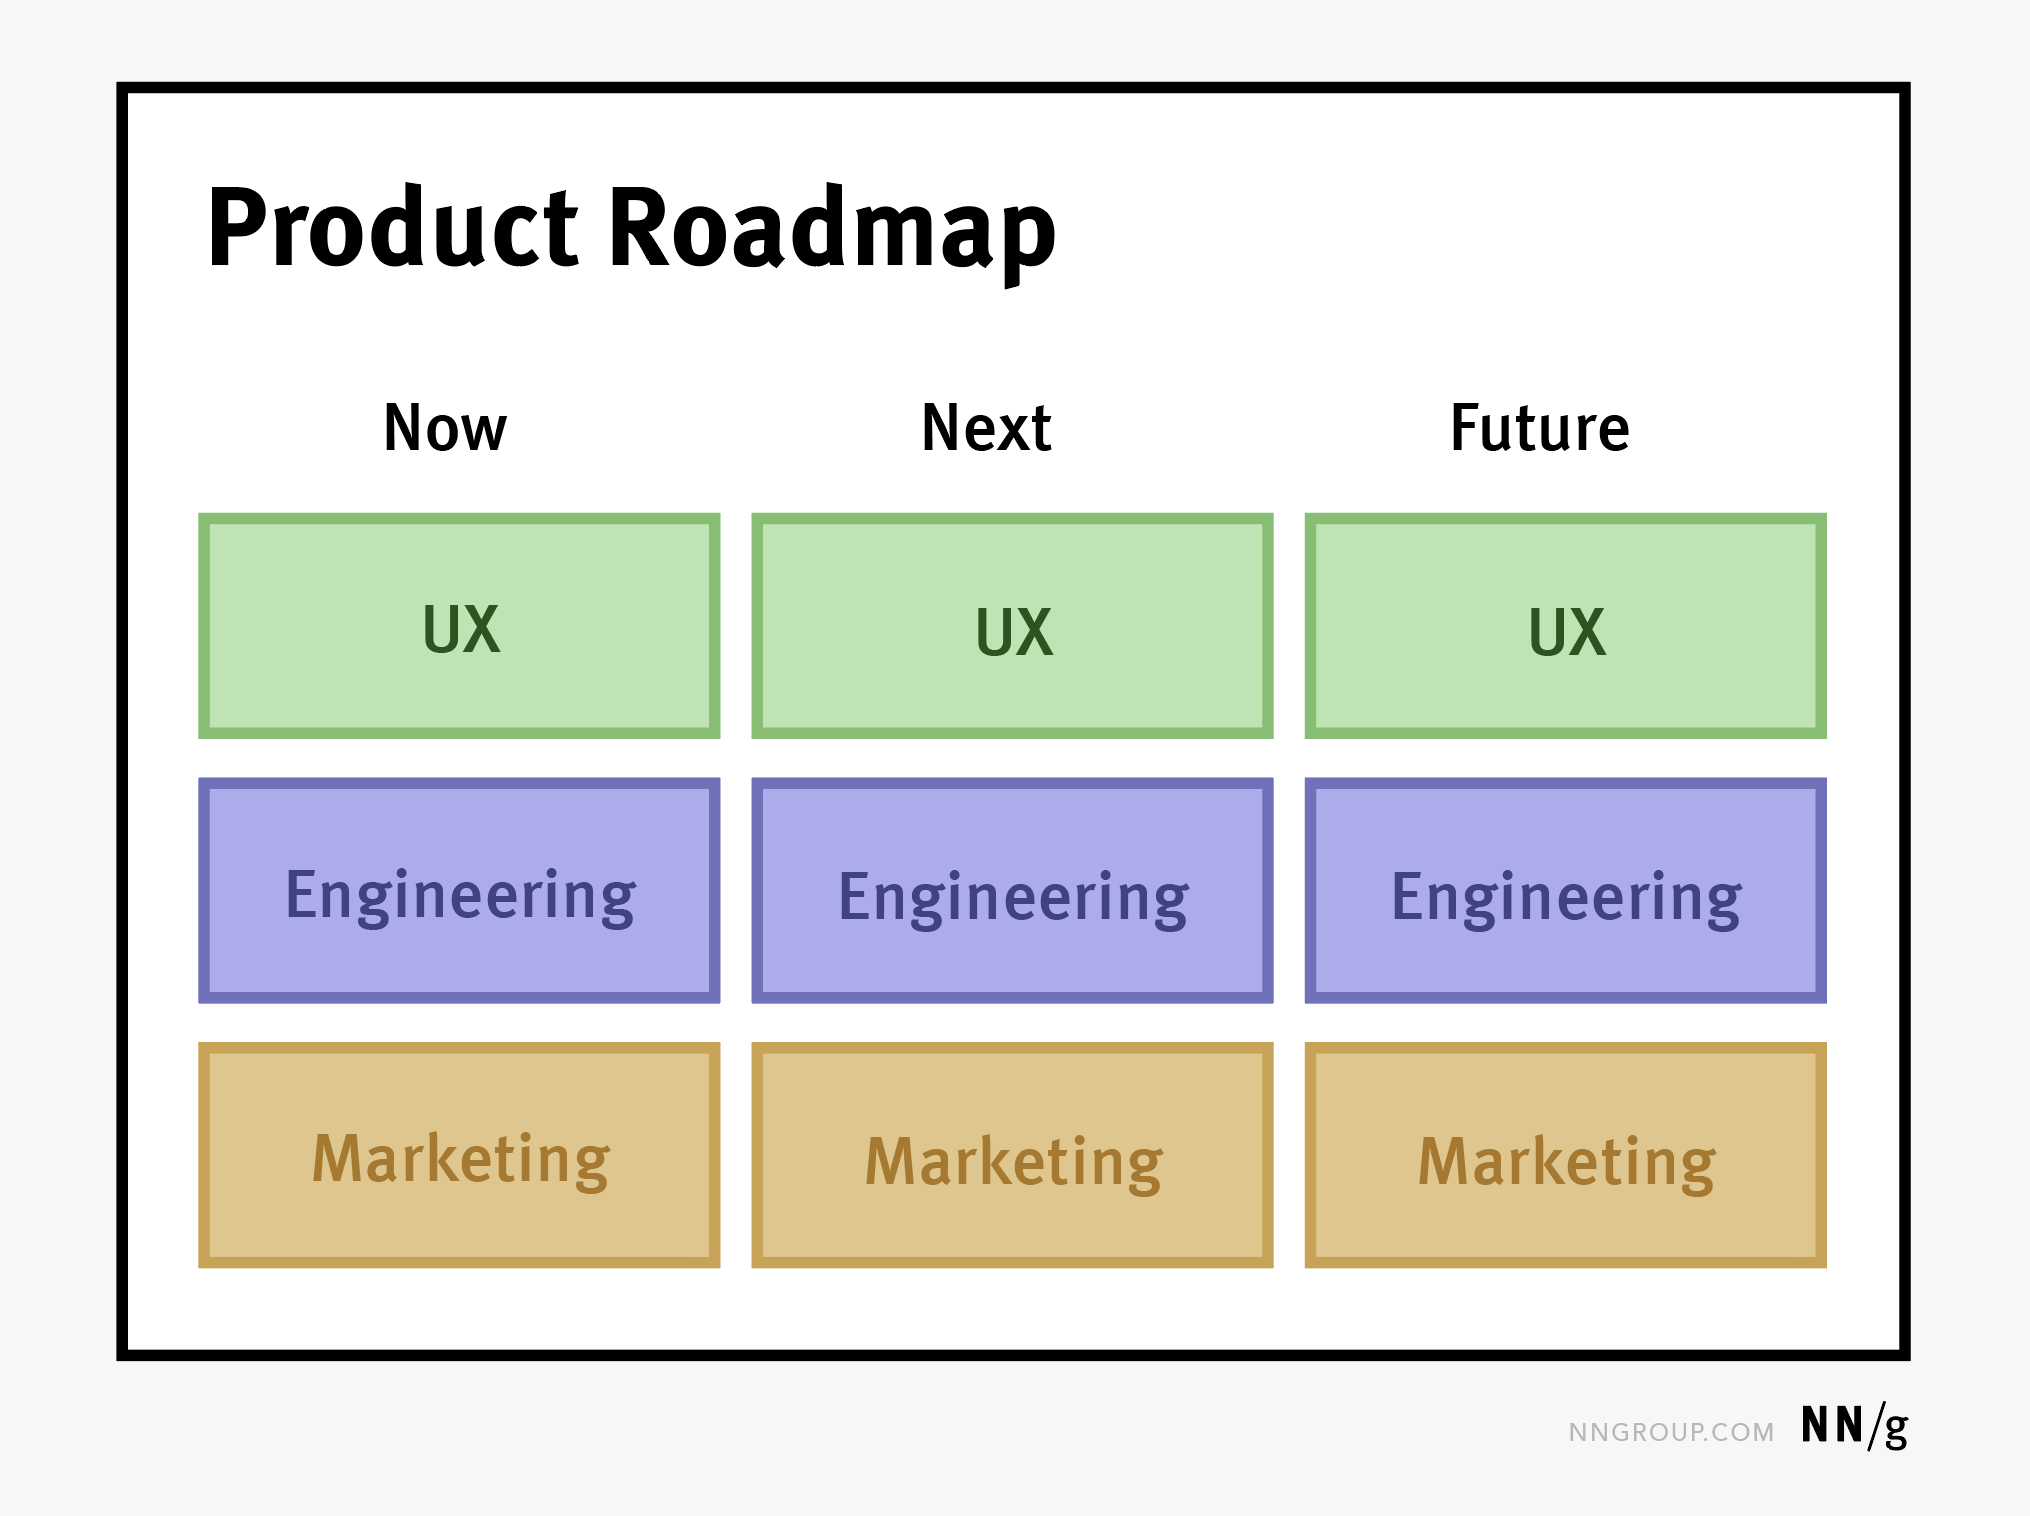 Product Roadmap
Now Next Future
UX UX UX
Engineering Engineering Engineering
Marketing Marketing Marketing
NNGROUP.COM NN/g